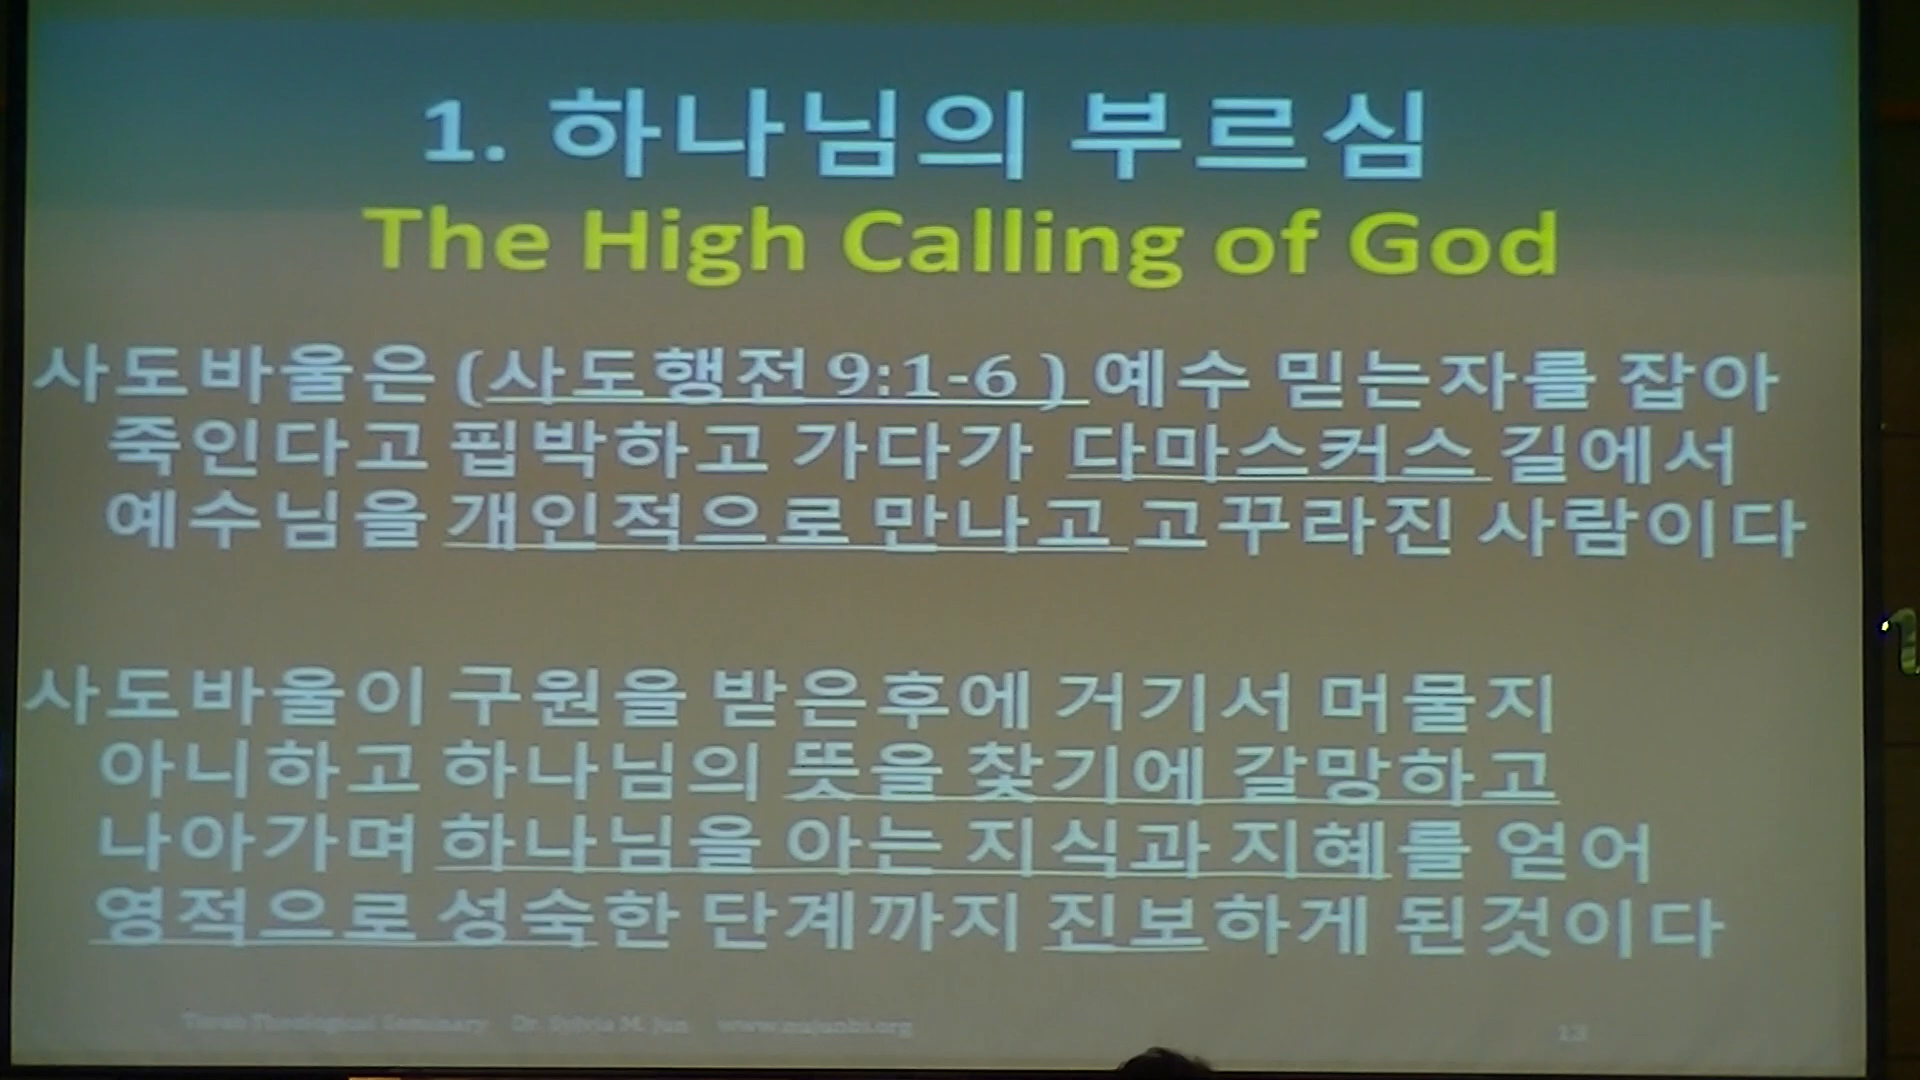 1. 하나님의 부르심
The High Calling of God
사도바울은 (사도행전 9:1-6 ) 예수 믿는자를 잡아
죽인다고 핍박하고 가다가 다마스커스 길에서
예수님을 개인적으로 만나고 고꾸라진 사람이다
사도바울이 구원을 받은후에 거기서 머물지
아니하고 하나님의 뜻을 찾기에 갈망하고
나아가며 하나님을 아는 지식과 지혜를 얻어
영적으로 성숙한 단계까지 진보하게 된것이다
Theological Seminary Dr. Sylvia M. Jun 13